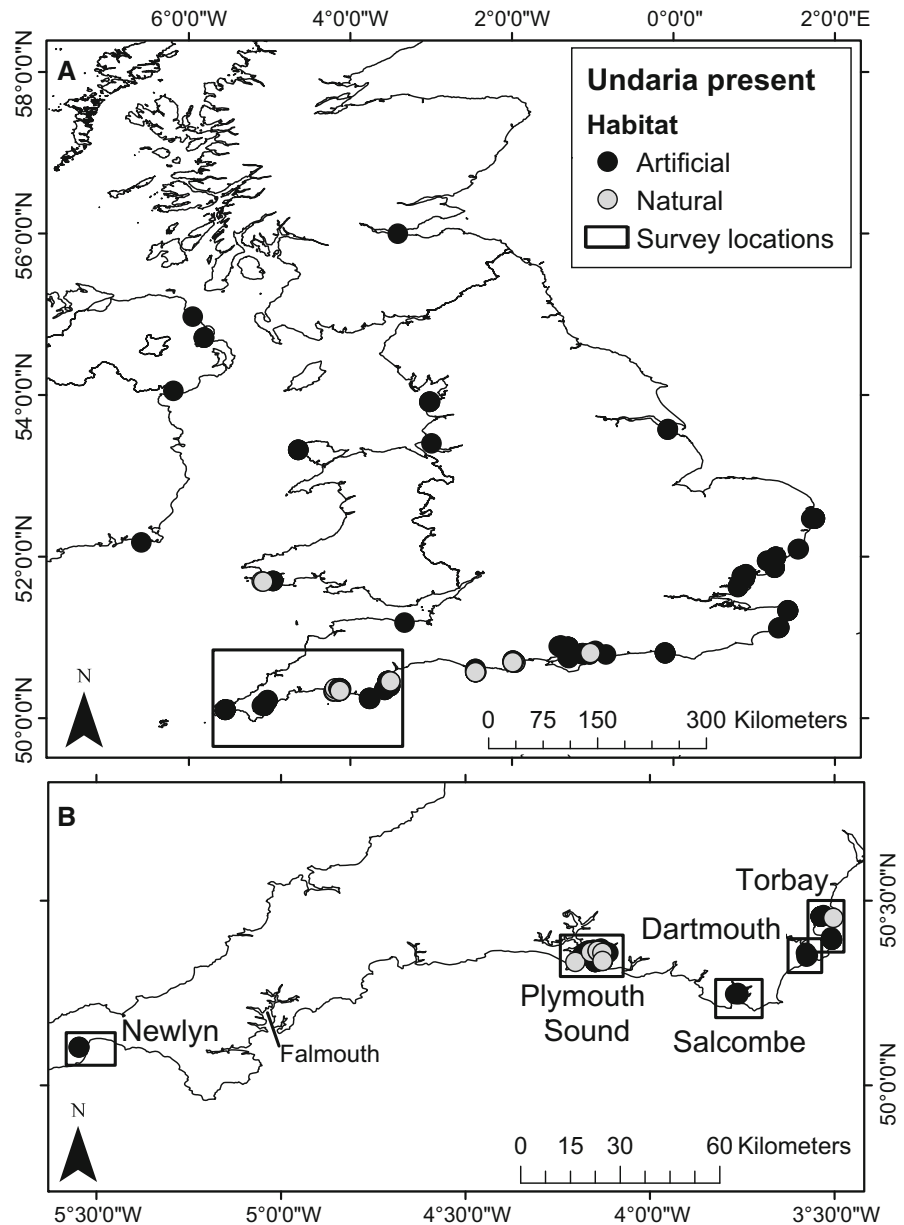 6°0'0"W 4°0'0"W 2°0'0"W 0°0'0" 2°0'0"E
A
Undaria present
Habitat
Artificial
Natural
Survey locations
58°0'0"N
56°0'0"N
54°0'0"N
52°0'0"N
50°0'0"N
N
0 75 150 300 Kilometers
B
Torbay
Dartmouth
Plymouth
Sound
Salcombe
Newlyn
Falmouth
50°30'0"N
50°0'0"N
N
0 15 30 60 Kilometers
5°30'0"W 5°0'0"W 4°30'0"W 4°0'0"W 3°30'0"W